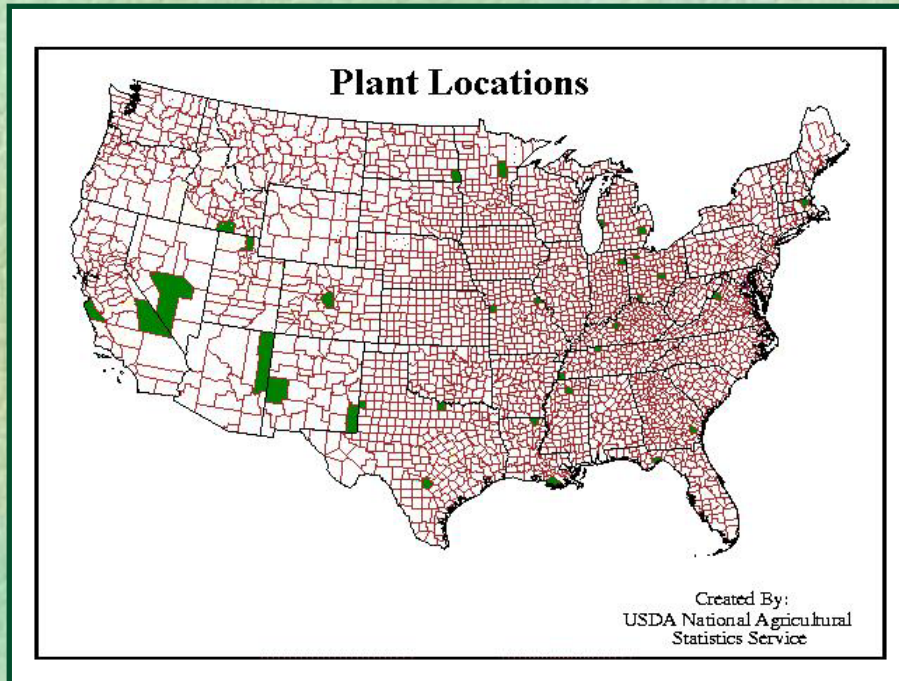 Plant Locations
Created By:
USDA National Agricultural
Statistics Service